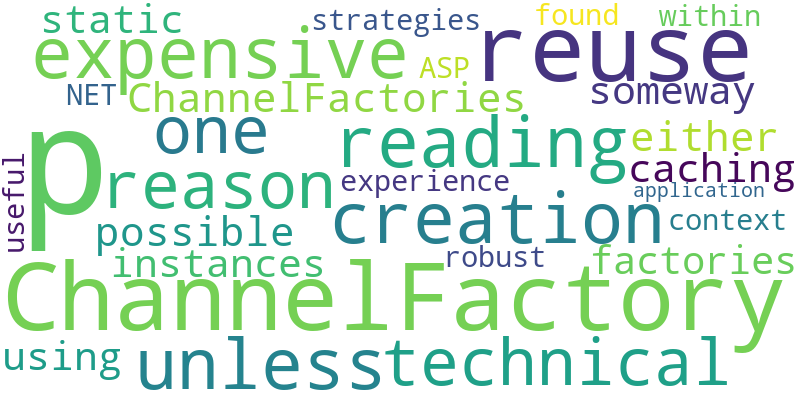 static strategies found within
expensive ASP reuse
NET ChannelFactories someway
p one reading either
useful reason experience caching
possible creation application context
instances robust factories
ChannelFactory
using unless technical